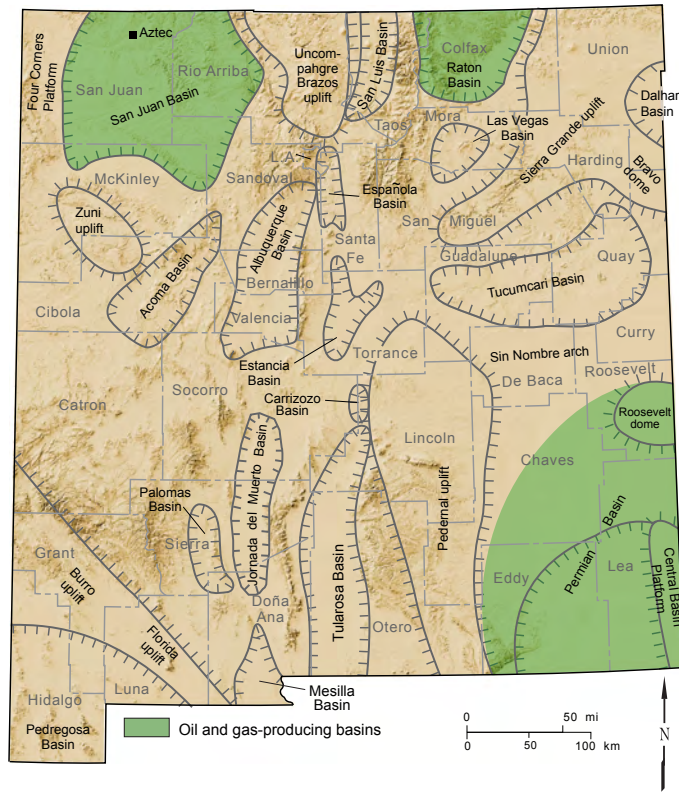 Aztec
Four Corners
Platform
San Juan
Rio Arriba
San Juan Basin
Uncom-
pahgre
Brazos
uplift
San Luis Basin
Colfax
Raton
Basin
Union
Dalhar
Basin
Taos
Mora
Las Vegas
Basin
Sierra Grande uplift
Harding
Bravo
dome
L.A.
McKinley
Sandoval
Española
Basin
Zuni
uplift
Albuquerque
Basin
Santa
Fe
San
Miguel
Guadalupe
Quay
Acoma Basin
Bernalillo
Tucumcari Basin
Cibola
Valencia
Curry
Estancia
Basin
Torrance
Sin Nombre arch
De Baca
Roosevelt
Socorro
Carrizozo
Basin
Catron
Roosevelt
dome
Lincoln
Chaves
Jornada del Muerto Basin
Pedernal uplift
Palomas
Basin
Sierra
Permian
Basin
Grant
Burro
uplift
Tularosa Basin
Eddy
Lea
Central Basin
Platform
Doña
Ana
Otero
Florida
uplift
Hidalgo
Luna
Mesilla
Basin
Pedregosa
Basin
Oil and gas-producing basins
0 50 mi
0 50 100 km
N